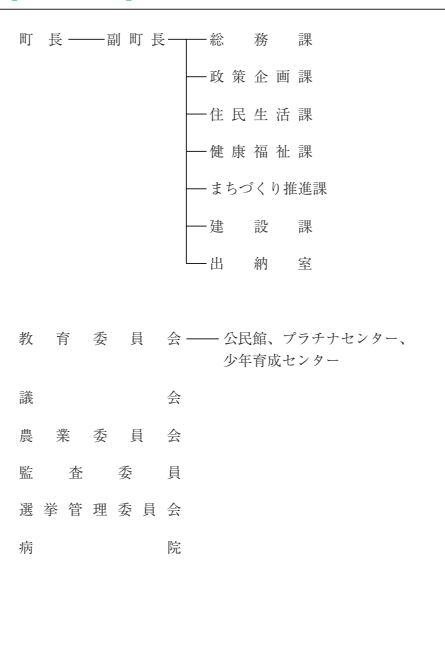 町長 副町長 総務課
政策企画課
住民生活課
健康福祉課
まちづくり推進課
建設課
出納室
教育委員会 公民館、プラチナセンター、
少年育成センター
議会
農業委員会
監査委員
選挙管理委員会
病院